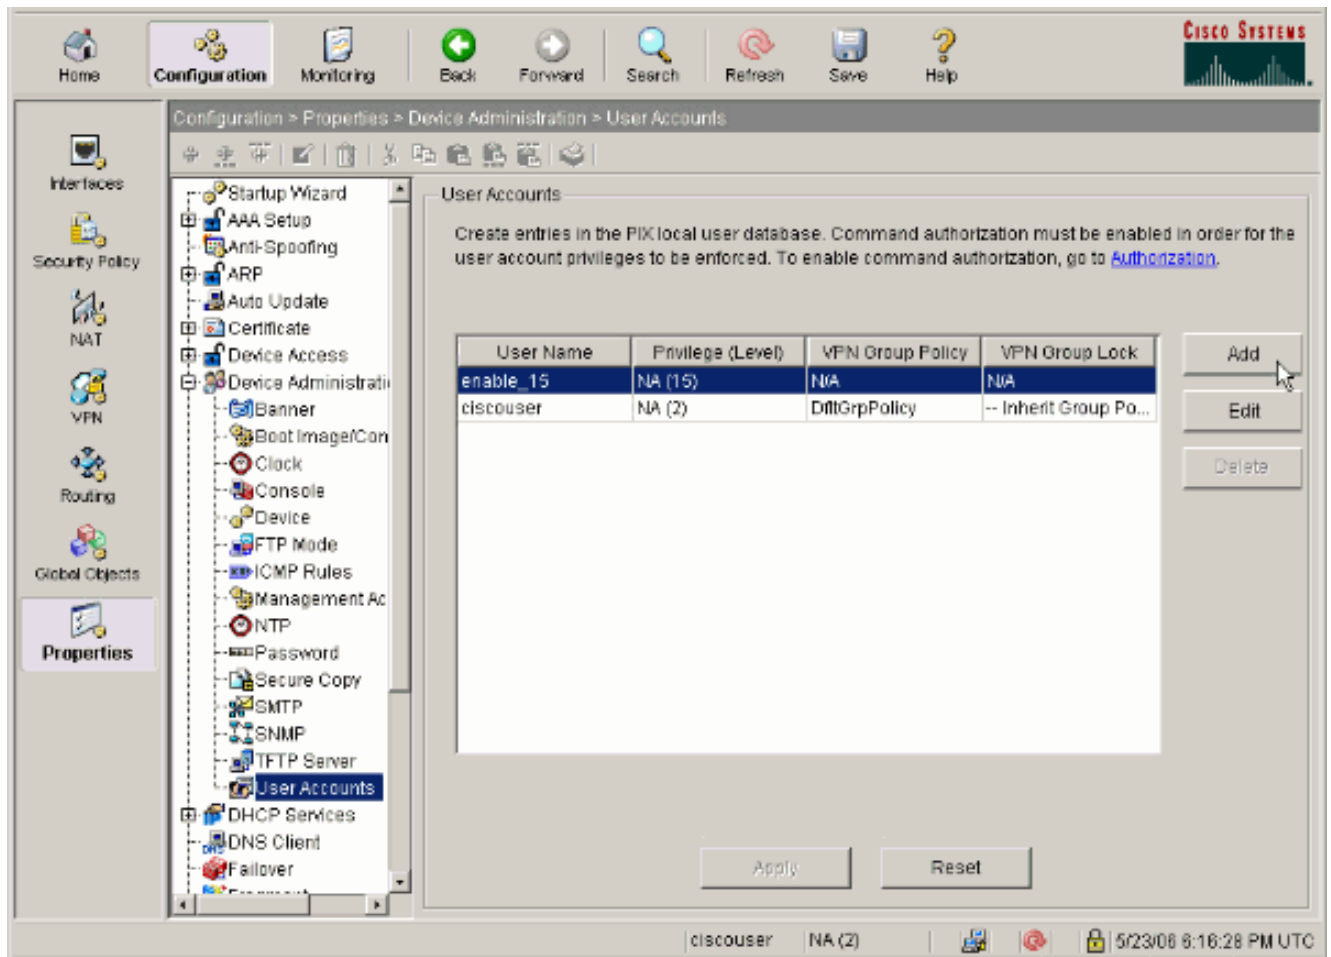 Home
Configuration
Monitoring
Back
Forward
Search
Refresh
Save
Help
CISCO SYSTEMS
Configuration > Properties > Device Administration > User Accounts
Interfaces
Security Policy
NAT
VPN
Routing
Global Objects
Properties
Startup Wizard
AAA Setup
Anti-Spoofing
ARP
Auto Update
Certificate
Device Access
Device Administrati
Banner
Boot Image/Con
Clock
Console
Device
FTP Mode
ICMP Rules
Management Ac
NTP
Password
Secure Copy
SMTP
SNMP
TFTP Server
User Accounts
DHCP Services
DNS Client
Failover
User Accounts
Create entries in the PIX local user database. Command authorization must be enabled in order for the
user account privileges to be enforced. To enable command authorization, go to Authorization.
User Name Privilege (Level) VPN Group Policy VPN Group Lock
enable_15 NA (15) N/A N/A
ciscouser NA (2) DfltGrpPolicy -- Inherit Group Po...
Add
Edit
Delete
Apply
Reset
ciscouser NA (2) 5/23/06 6:16:28 PM UTC